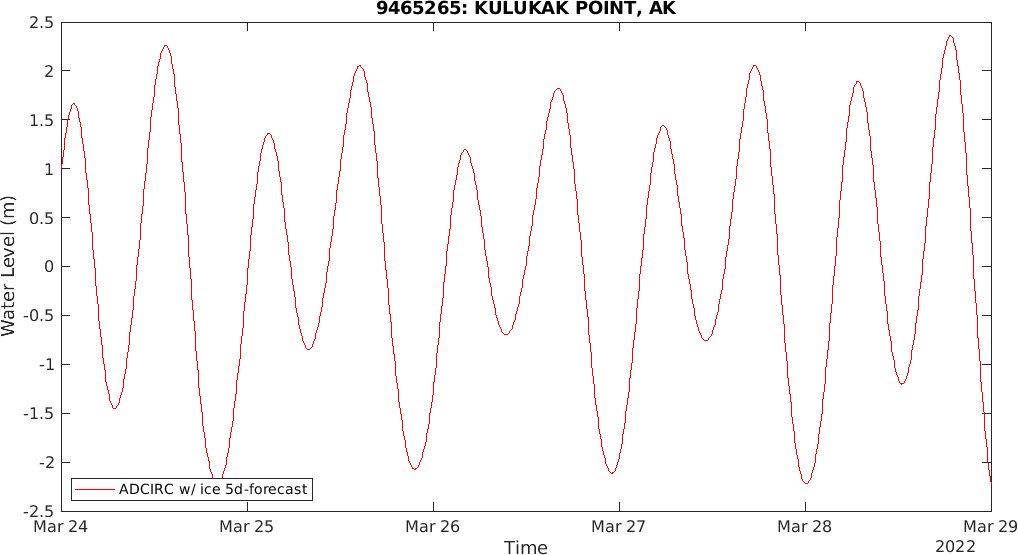 9465265: KULUKAK POINT, AK
2.5
2
1.5
1
0.5
0
-0.5
-1
-1.5
-2
-2.5
Water Level (m)
ADCIRC w/ ice 5d-forecast
Mar 24 Mar 25 Mar 26 Mar 27 Mar 28 Mar 29
2022
Time